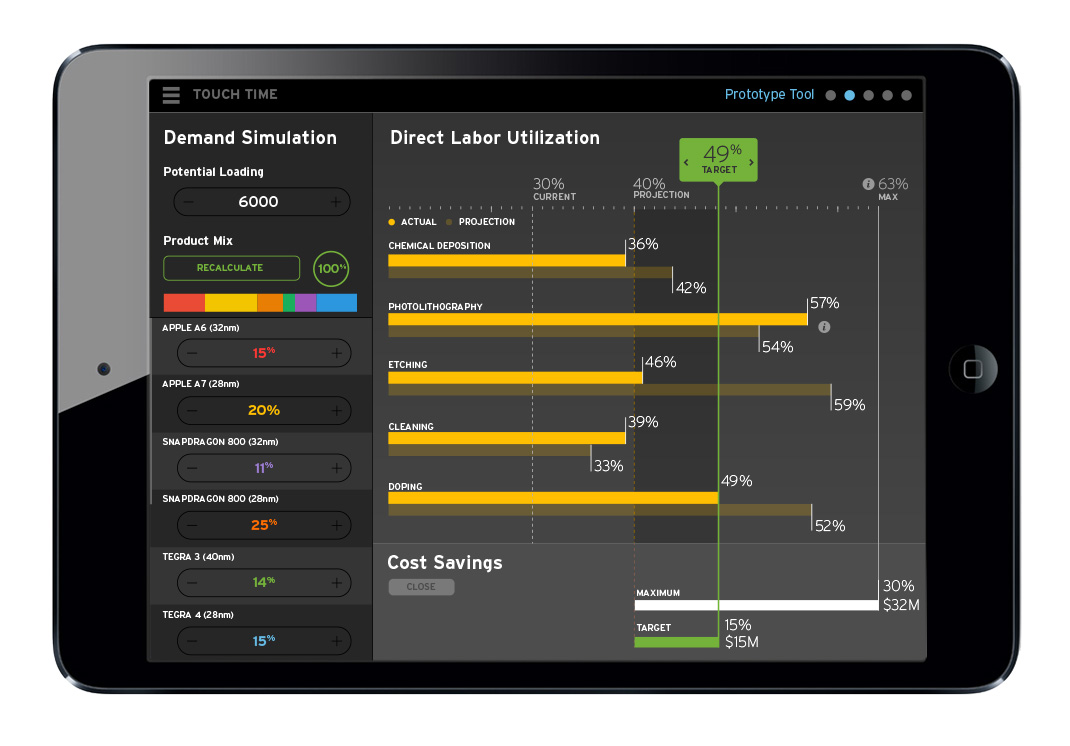 TOUCH TIME
Prototype Tool
Demand Simulation
Potential Loading
− 6000 +
Product Mix
RECALCULATE
100%
APPLE A6 (32nm)
− 15% +
APPLE A7 (28nm)
− 20% +
SNAPDRAGON 800 (32nm)
− 11% +
SNAPDRAGON 800 (28nm)
− 25% +
TEGRA 3 (40nm)
− 14% +
TEGRA 4 (28nm)
− 15% +
Direct Labor Utilization
‹ 49% ›
TARGET
30%
CURRENT
40%
PROJECTION
i 63%
MAX
ACTUAL PROJECTION
CHEMICAL DEPOSITION
36%
42%
PHOTOLITHOGRAPHY
57%
i
54%
ETCHING
46%
59%
CLEANING
39%
33%
DOPING
49%
52%
Cost Savings
CLOSE
MAXIMUM
30%
$32M
TARGET
15%
$15M